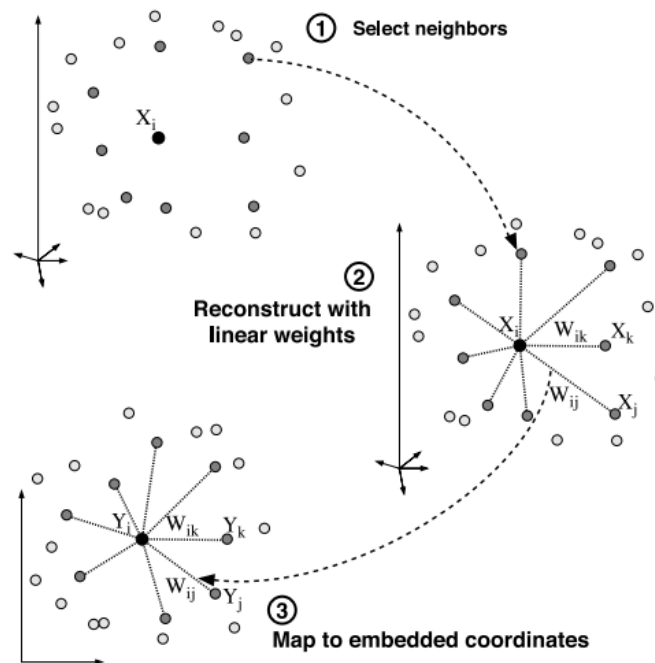 ① Select neighbors
X_i
②
Reconstruct with
linear weights
X_i
W_ik X_k
W_ij X_j
Y_i W_ik Y_k
W_ij Y_j
③
Map to embedded coordinates